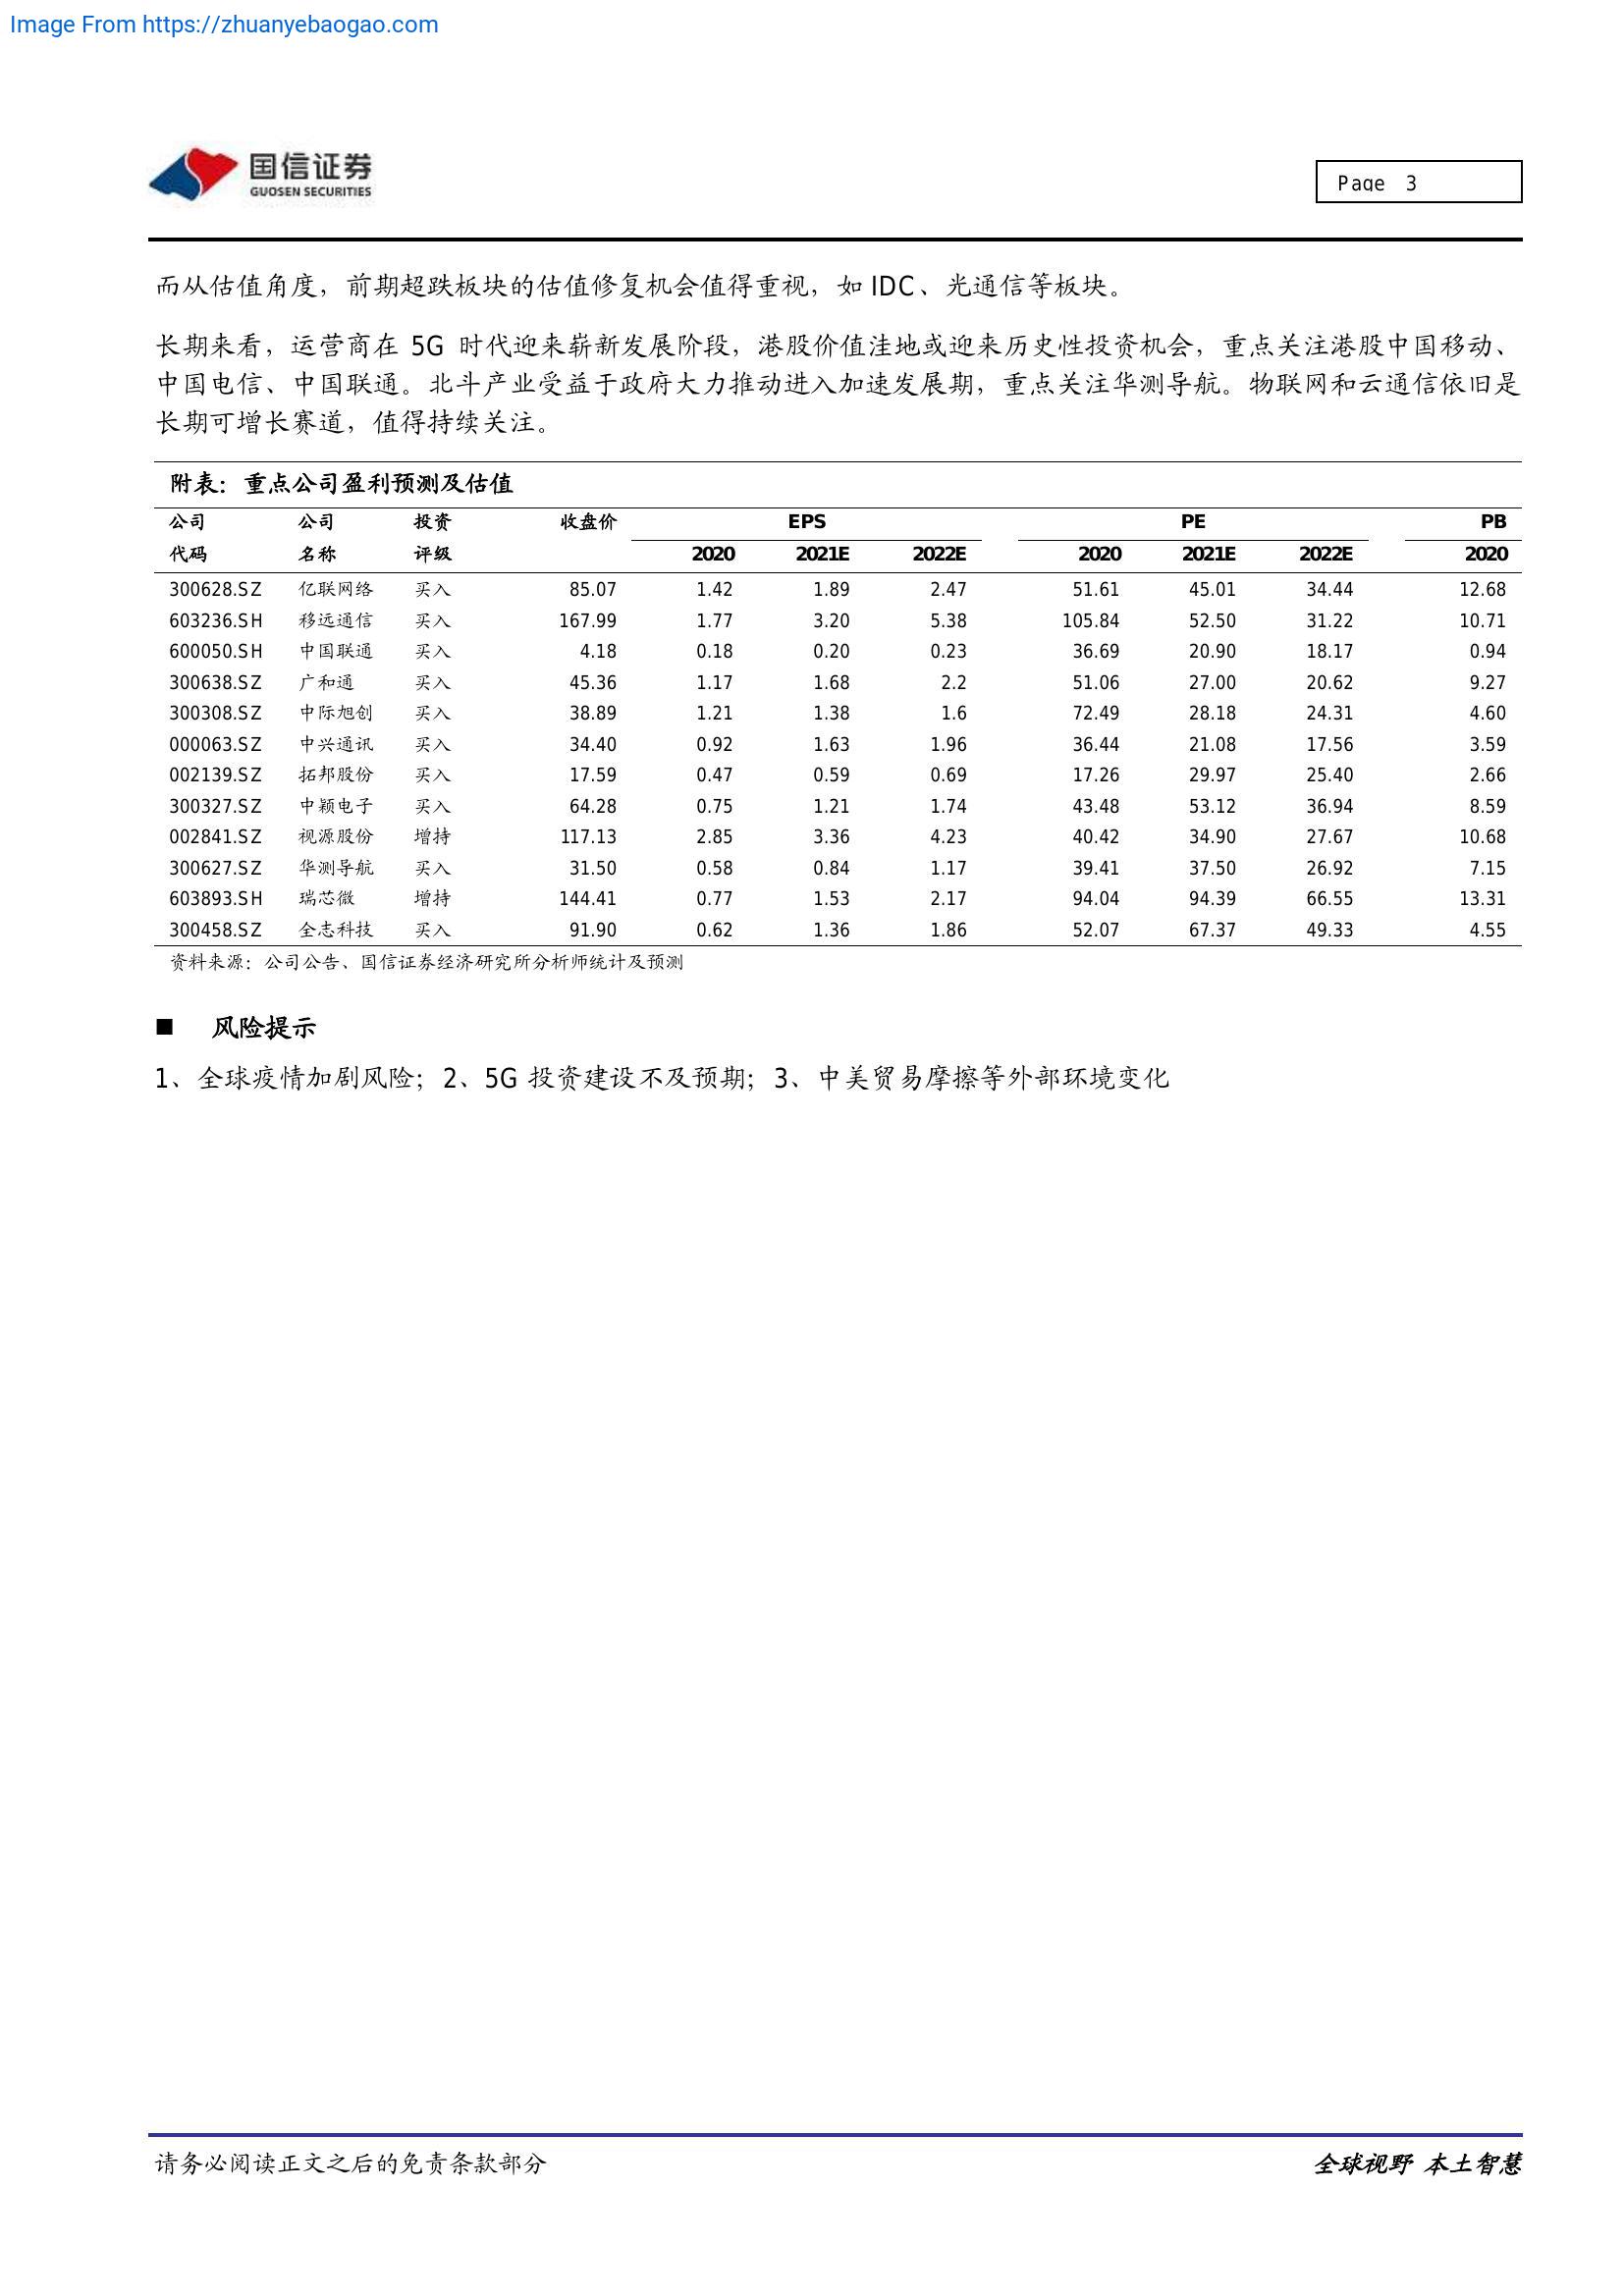 Image From https://zhuanyebaogao.com
国信证券
GUOSEN SECURITIES
Page 3
而从估值角度，前期超跌板块的估值修复机会值得重视，如 IDC、光通信等板块。
长期来看，运营商在 5G 时代迎来崭新发展阶段，港股价值洼地或迎来历史性投资机会，重点关注港股中国移动、
中国电信、中国联通。北斗产业受益于政府大力推动进入加速发展期，重点关注华测导航。物联网和云通信依旧是
长期可增长赛道，值得持续关注。
附表：重点公司盈利预测及估值
公司 公司 投资 收盘价 EPS PE PB
代码 名称 评级 2020 2021E 2022E 2020 2021E 2022E 2020
300628.SZ 亿联网络 买入 85.07 1.42 1.89 2.47 51.61 45.01 34.44 12.68
603236.SH 移远通信 买入 167.99 1.77 3.20 5.38 105.84 52.50 31.22 10.71
600050.SH 中国联通 买入 4.18 0.18 0.20 0.23 36.69 20.90 18.17 0.94
300638.SZ 广和通 买入 45.36 1.17 1.68 2.2 51.06 27.00 20.62 9.27
300308.SZ 中际旭创 买入 38.89 1.21 1.38 1.6 72.49 28.18 24.31 4.60
000063.SZ 中兴通讯 买入 34.40 0.92 1.63 1.96 36.44 21.08 17.56 3.59
002139.SZ 拓邦股份 买入 17.59 0.47 0.59 0.69 17.26 29.97 25.40 2.66
300327.SZ 中颖电子 买入 64.28 0.75 1.21 1.74 43.48 53.12 36.94 8.59
002841.SZ 视源股份 增持 117.13 2.85 3.36 4.23 40.42 34.90 27.67 10.68
300627.SZ 华测导航 买入 31.50 0.58 0.84 1.17 39.41 37.50 26.92 7.15
603893.SH 瑞芯微 增持 144.41 0.77 1.53 2.17 94.04 94.39 66.55 13.31
300458.SZ 全志科技 买入 91.90 0.62 1.36 1.86 52.07 67.37 49.33 4.55
资料来源：公司公告、国信证券经济研究所分析师统计及预测
■ 风险提示
1、全球疫情加剧风险；2、5G 投资建设不及预期；3、中美贸易摩擦等外部环境变化
请务必阅读正文之后的免责条款部分
全球视野 本土智慧